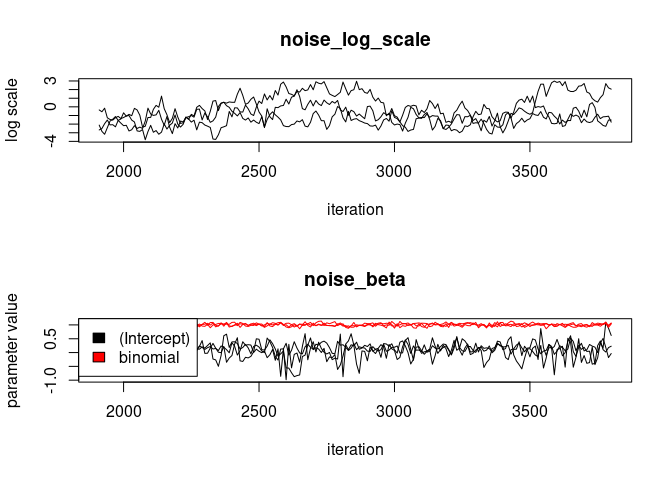 noise_log_scale
log scale
3
0
-4
2000 2500 3000 3500
iteration
noise_beta
parameter value
0.5
-1.0
(Intercept)
binomial
2000 2500 3000 3500
iteration